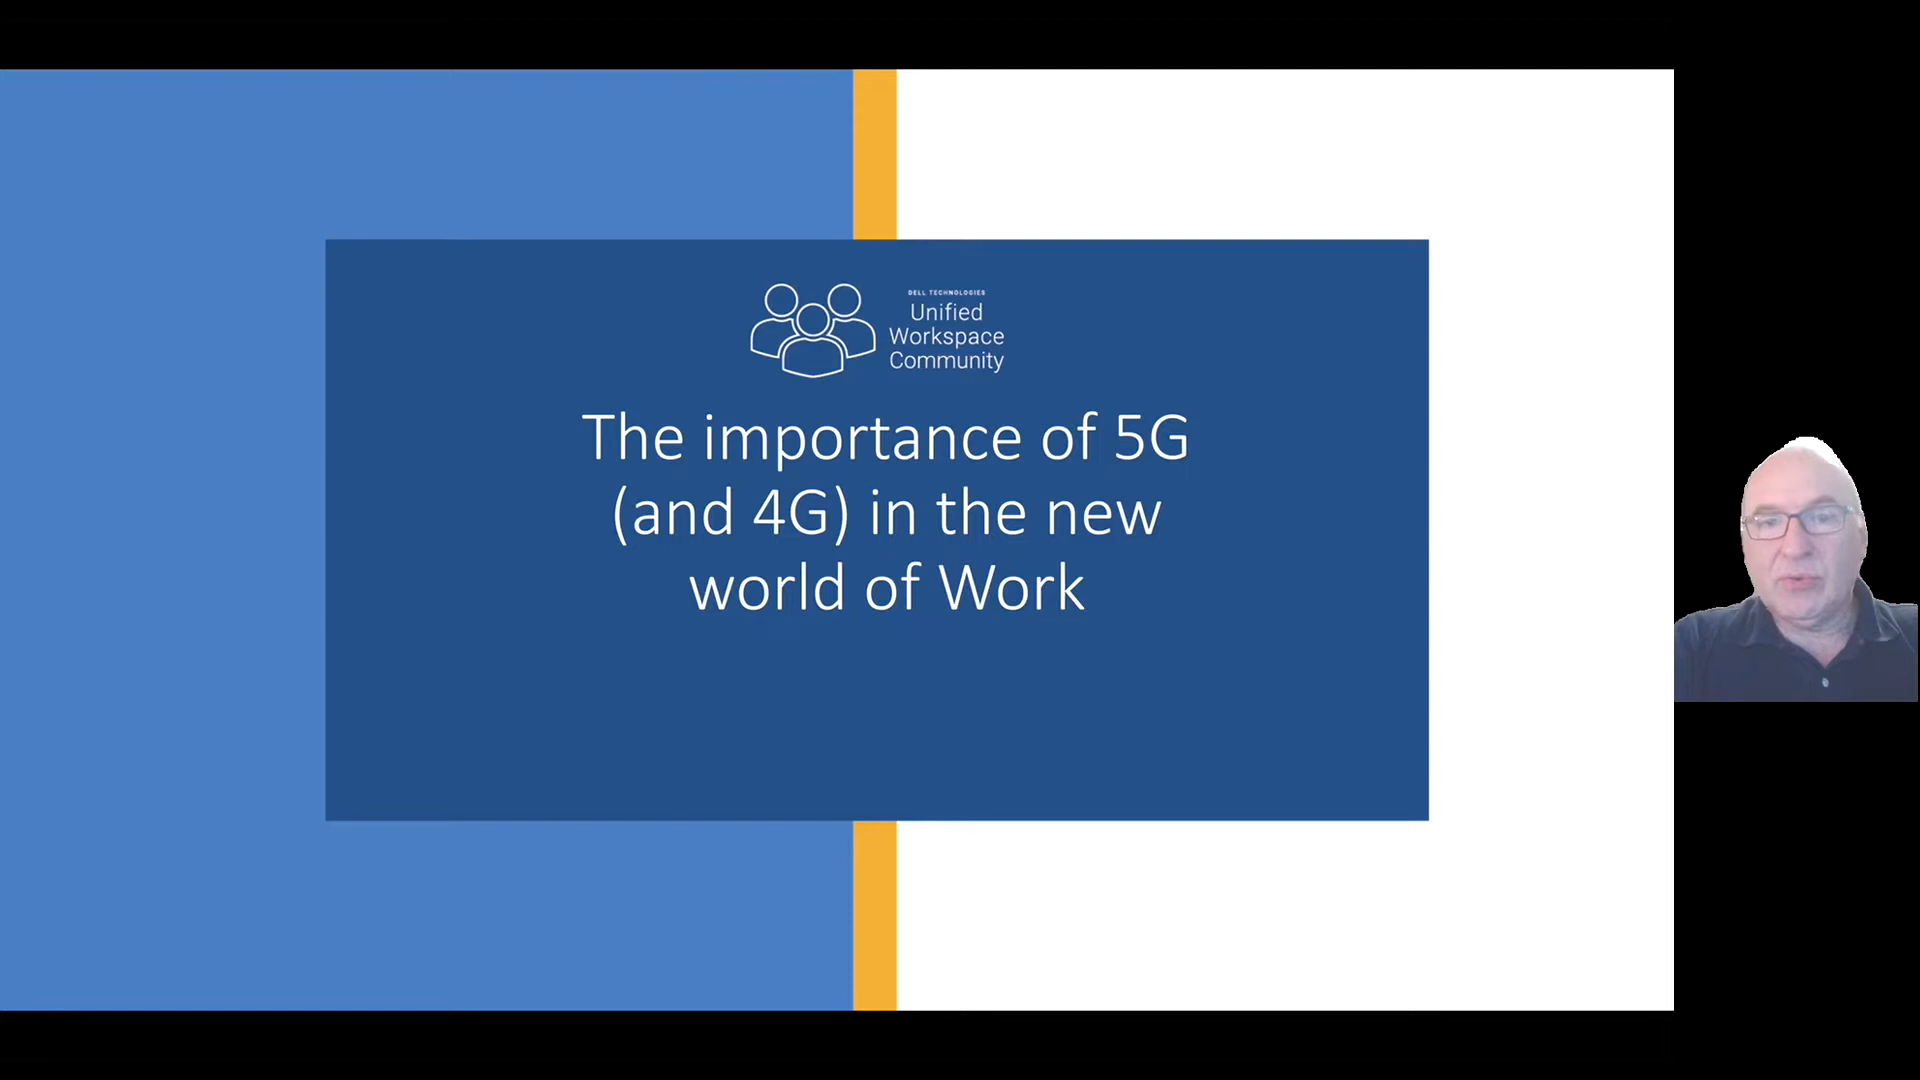 DELL TECHNOLOGIES
Unified
Workspace
Community
The importance of 5G
(and 4G) in the new
world of Work